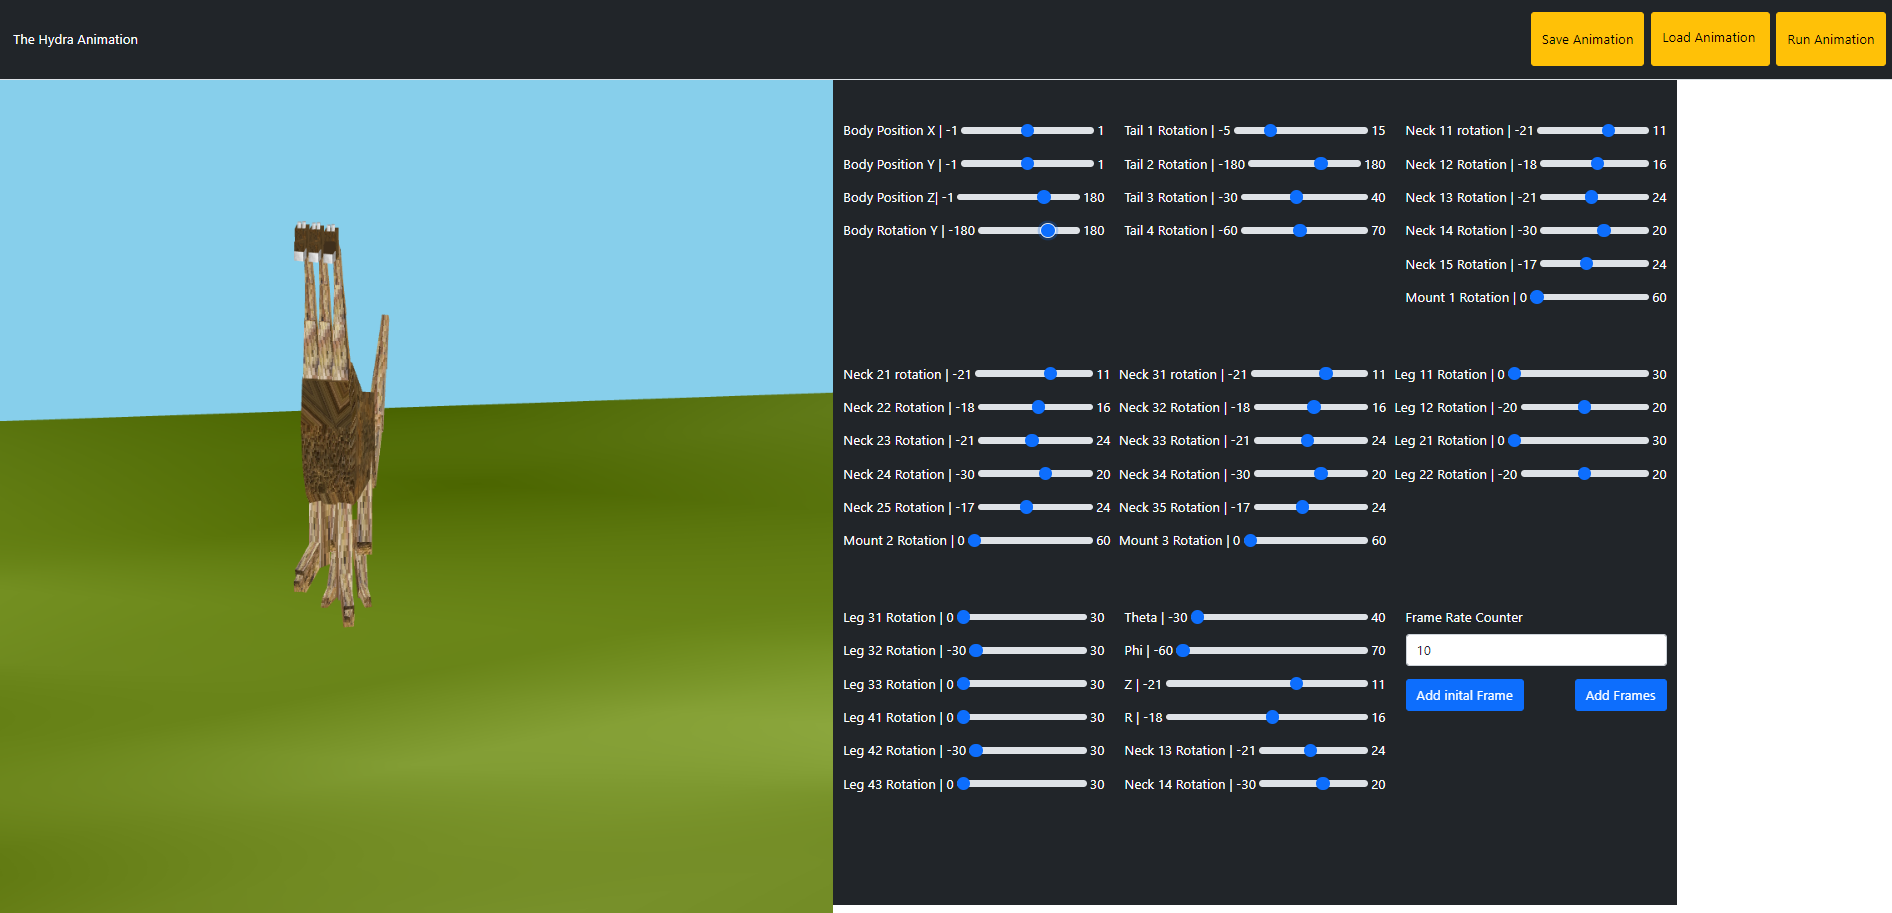 The Hydra Animation
Save Animation
Load Animation
Run Animation
Body Position X | -1 1
Body Position Y | -1 1
Body Position Z| -1 180
Body Rotation Y | -180 180
Tail 1 Rotation | -5 15
Tail 2 Rotation | -180 180
Tail 3 Rotation | -30 40
Tail 4 Rotation | -60 70
Neck 11 rotation | -21 11
Neck 12 Rotation | -18 16
Neck 13 Rotation | -21 24
Neck 14 Rotation | -30 20
Neck 15 Rotation | -17 24
Mount 1 Rotation | 0 60
Neck 21 rotation | -21 11
Neck 22 Rotation | -18 16
Neck 23 Rotation | -21 24
Neck 24 Rotation | -30 20
Neck 25 Rotation | -17 24
Mount 2 Rotation | 0 60
Neck 31 rotation | -21 11
Neck 32 Rotation | -18 16
Neck 33 Rotation | -21 24
Neck 34 Rotation | -30 20
Neck 35 Rotation | -17 24
Mount 3 Rotation | 0 60
Leg 11 Rotation | 0 30
Leg 12 Rotation | -20 20
Leg 21 Rotation | 0 30
Leg 22 Rotation | -20 20
Leg 31 Rotation | 0 30
Leg 32 Rotation | -30 30
Leg 33 Rotation | 0 30
Leg 41 Rotation | 0 30
Leg 42 Rotation | -30 30
Leg 43 Rotation | 0 30
Theta | -30 40
Phi | -60 70
Z | -21 11
R | -18 16
Neck 13 Rotation | -21 24
Neck 14 Rotation | -30 20
Frame Rate Counter
10
Add inital Frame
Add Frames